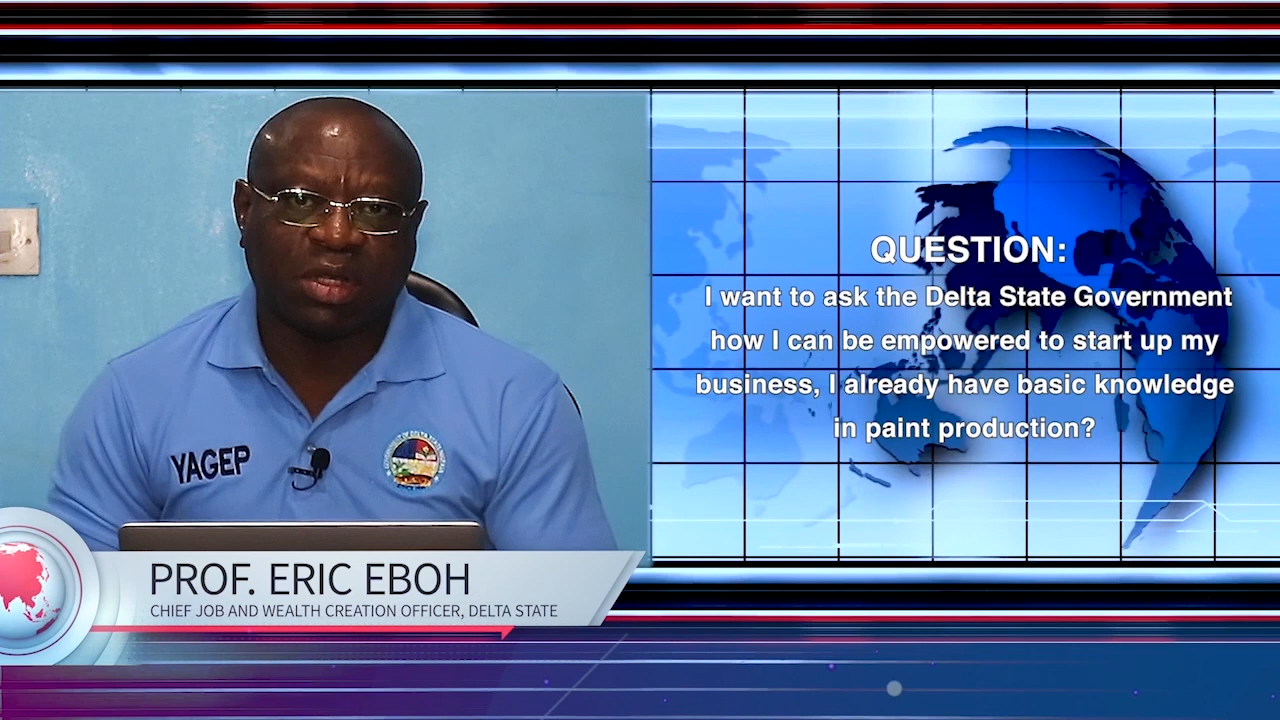 QUESTION:
I want to ask the Delta State Government
how I can be empowered to start up my
business, I already have basic knowledge
in paint production?
YAGEP
PROF. ERIC EBOH
CHIEF JOB AND WEALTH CREATION OFFICER, DELTA STATE